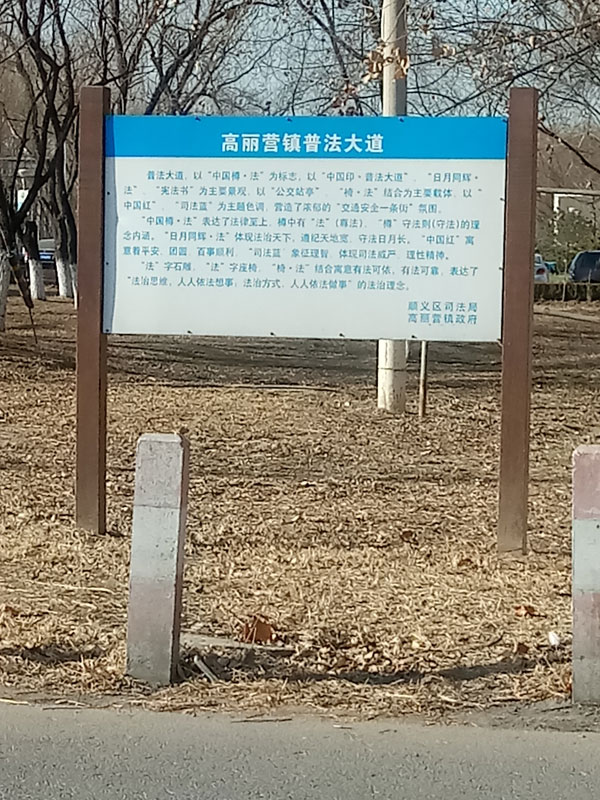 高丽营镇普法大道
普法大道，以“中国樽·法”为标志，以“中国印·普法大道”、“日月同辉·
法”、“宪法书”为主要景观，以“公交站亭”、“椅·法”结合为主要载体，以“
中国红”、“司法蓝”为主题色调，营造了浓郁的“交通安全一条街”氛围。
“中国樽·法”表达了法律至上，樽中有“法”(尊法)、“樽”守法则(守法)的理
念内涵。“日月同辉·法”体现法治天下，遵纪天地宽，守法日月长。“中国红”寓
意着平安、团圆、百事顺利，“司法蓝”象征理智，体现司法威严、理性精神。
“法”字石雕、“法”字座椅，“椅·法”结合寓意有法可依、有法可靠，表达了
“法治思维，人人依法想事，法治方式，人人依法做事”的法治理念。
顺义区司法局
高丽营镇政府